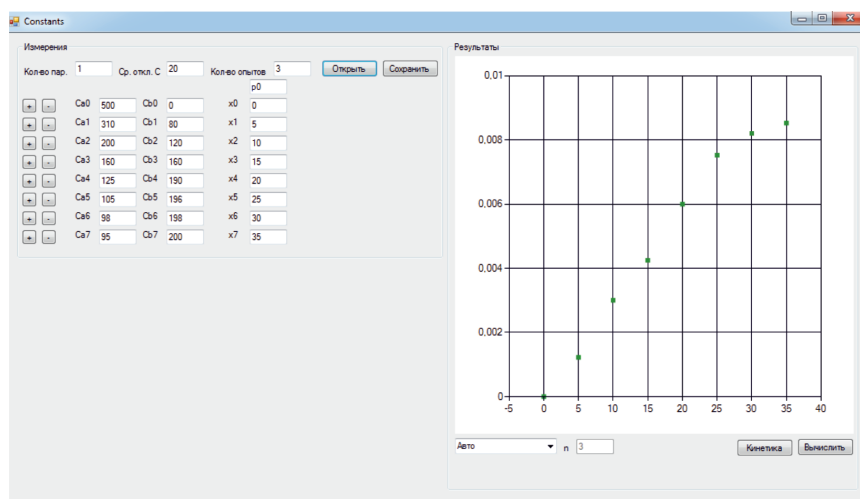 Constants
Измерения
Кол-во пар. 1 Ср. откл. С 20 Кол-во опытов 3 Открыть Сохранить
p0
+ - Ca0 500 Cb0 0 x0 0
+ - Ca1 310 Cb1 80 x1 5
+ - Ca2 200 Cb2 120 x2 10
+ - Ca3 160 Cb3 160 x3 15
+ - Ca4 125 Cb4 190 x4 20
+ - Ca5 105 Cb5 196 x5 25
+ - Ca6 98 Cb6 198 x6 30
+ - Ca7 95 Cb7 200 x7 35
Результаты
0,01
0,008
0,006
0,004
0,002
0
-5 0 5 10 15 20 25 30 35 40
Авто n 3 Кинетика Вычислить